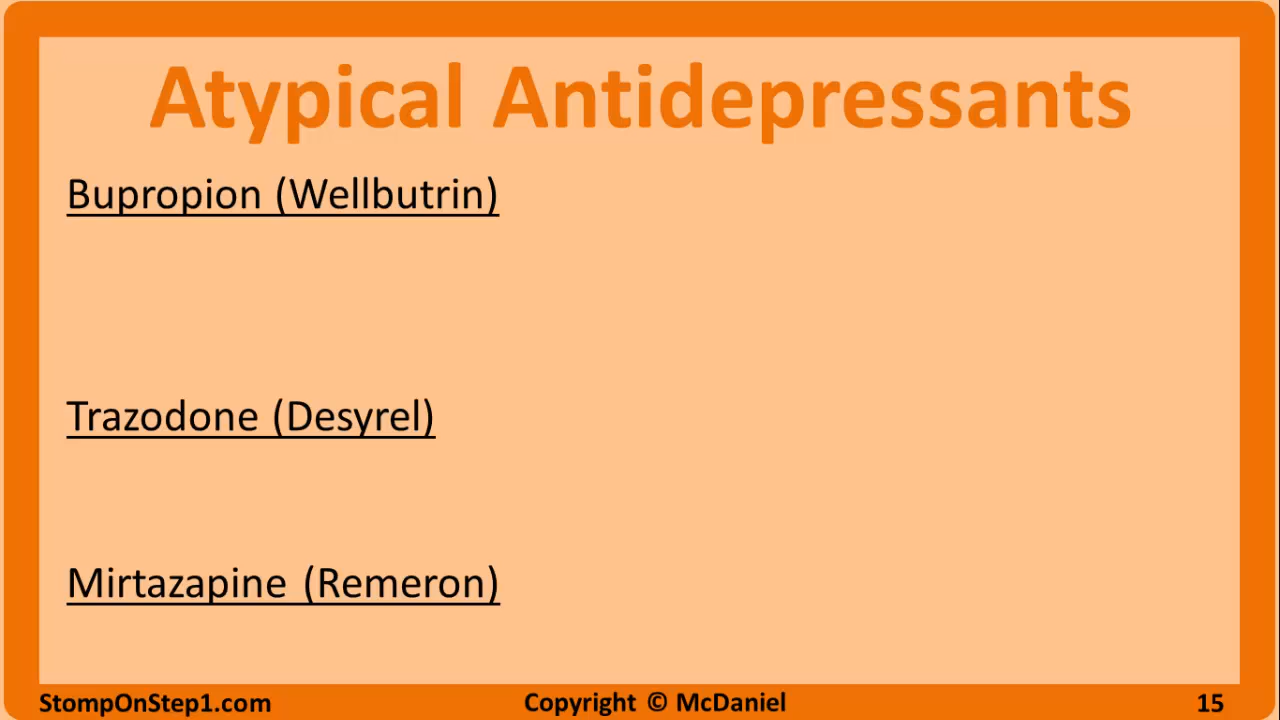 Atypical Antidepressants
Bupropion (Wellbutrin)
Trazodone (Desyrel)
Mirtazapine (Remeron)
StompOnStep1.com
Copyright © McDaniel
15